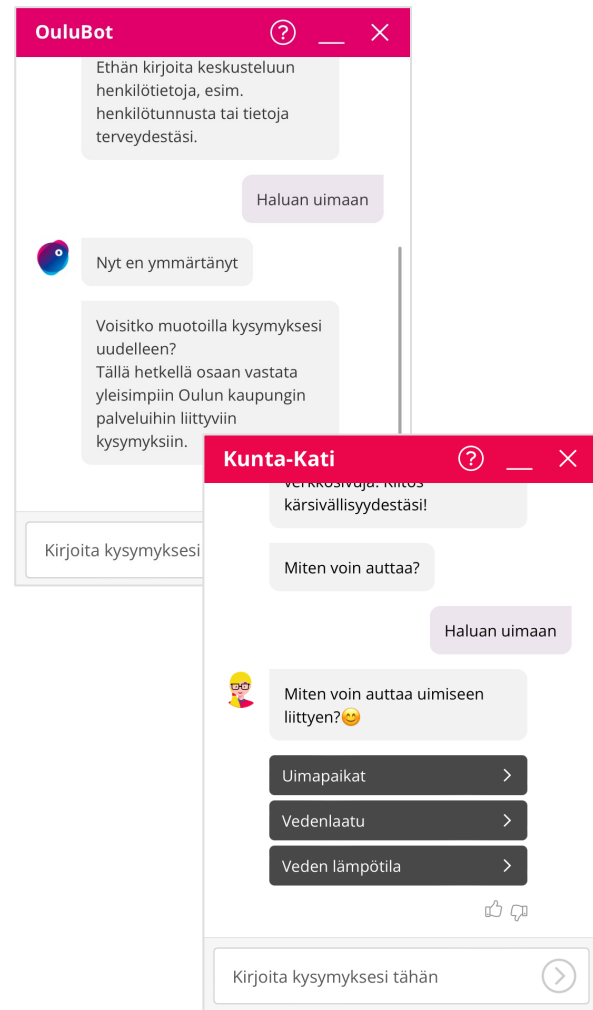 OuluBot
Ethän kirjoita keskusteluun
henkilötietoja, esim.
henkilötunnusta tai tietoja
terveydestäsi.
Haluan uimaan
Nyt en ymmärtänyt
Voisitko muotoilla kysymyksesi
uudelleen?
Tällä hetkellä osaan vastata
yleisimpiin Oulun kaupungin
palveluihin liittyviin
kysymyksiin.
Kirjoita kysymyksesi
Kunta-Kati
verkkosivuja. Kiitos
kärsivällisyydestäsi!
Miten voin auttaa?
Haluan uimaan
Miten voin auttaa uimiseen
liittyen?😊
Uimapaikat
Vedenlaatu
Veden lämpötila
Kirjoita kysymyksesi tähän